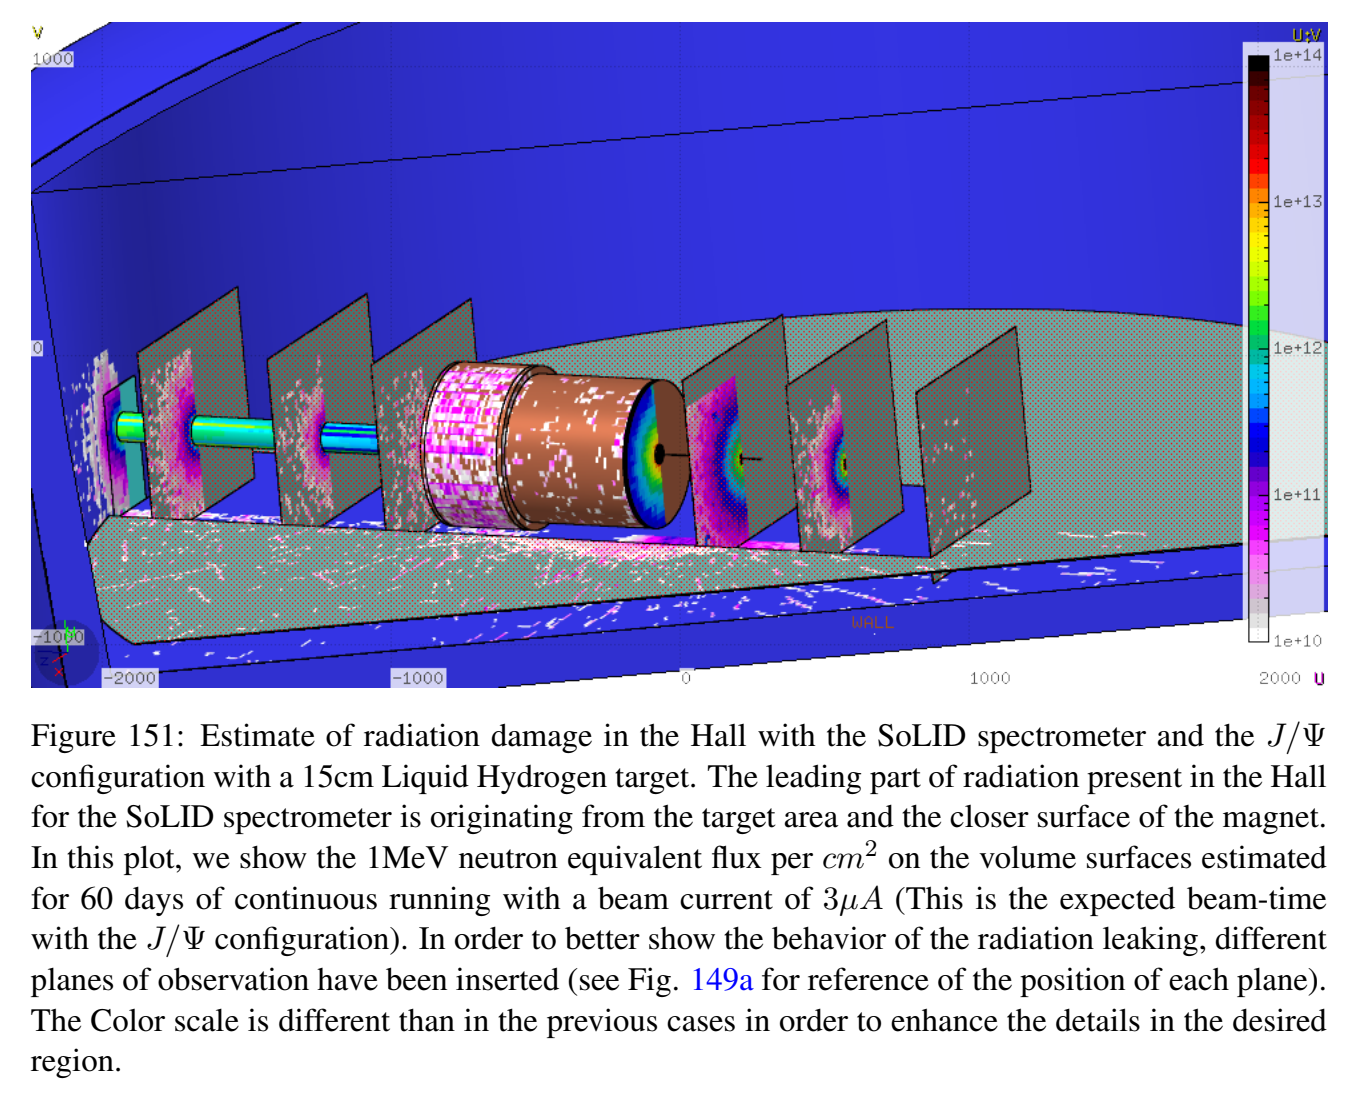 V
U;V
1000
1e+14
1e+13
0
1e+12
1e+11
WALL
-1000
1e+10
z
x
-2000
-1000
0
1000
2000 U
Figure 151: Estimate of radiation damage in the Hall with the SoLID spectrometer and the J/Ψ
configuration with a 15cm Liquid Hydrogen target. The leading part of radiation present in the Hall
for the SoLID spectrometer is originating from the target area and the closer surface of the magnet.
In this plot, we show the 1MeV neutron equivalent flux per cm² on the volume surfaces estimated
for 60 days of continuous running with a beam current of 3μA (This is the expected beam-time
with the J/Ψ configuration). In order to better show the behavior of the radiation leaking, different
planes of observation have been inserted (see Fig. 149a for reference of the position of each plane).
The Color scale is different than in the previous cases in order to enhance the details in the desired
region.